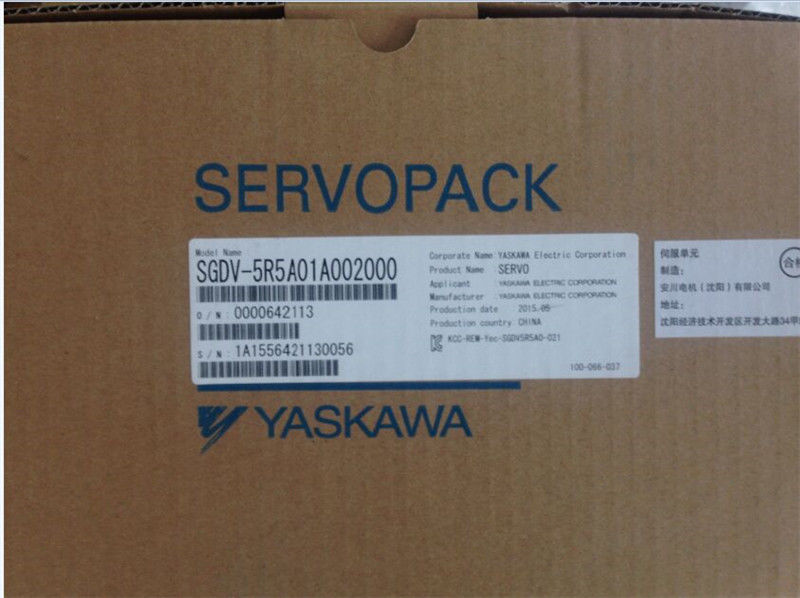 SERVOPACK
Model Name
SGDV-5R5A01A002000
O/N: 0000642113
S/N: 1A1556421130056
Corporate Name YASKAWA Electric Corporation
Product Name : SERVO
Applicant : YASKAWA ELECTRIC CORPORATION
Manufacturer : YASKAWA ELECTRIC CORPORATION
Production date : 2015.05
Production country: CHINA
KCC-REM-Yec-SGDV5R5A0-021
100-066-037
伺服单元
制造:
安川电机(沈阳)有限公司
地址:
沈阳经济技术开发区开发大路34甲
合格
YASKAWA